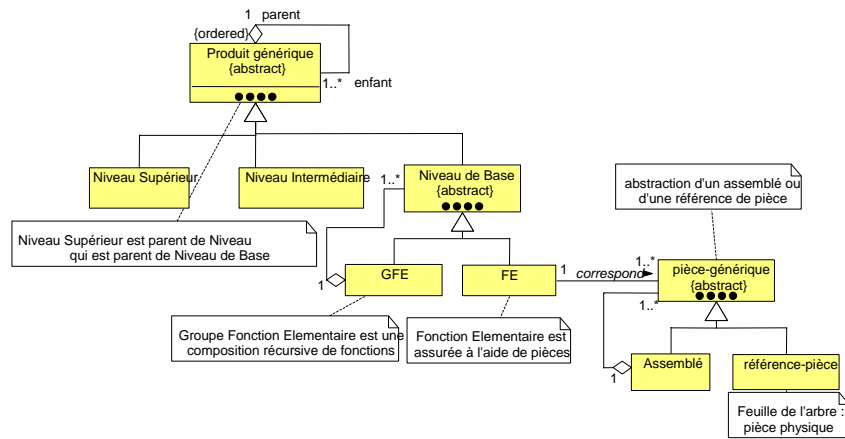 1 parent
{ordered}
Produit générique
{abstract}
1..* enfant
Niveau Supérieur
Niveau Intermédiaire
1..*
Niveau de Base
{abstract}
abstraction d'un assemblé ou
d'une référence de pièce
Niveau Supérieur est parent de Niveau
qui est parent de Niveau de Base
1
GFE
FE
1 correspond
1..*
pièce-générique
{abstract}
1..*
Groupe Fonction Elementaire est une
composition récursive de fonctions
Fonction Elementaire est
assurée à l'aide de pièces
1
Assemblé
référence-pièce
Feuille de l'arbre :
pièce physique